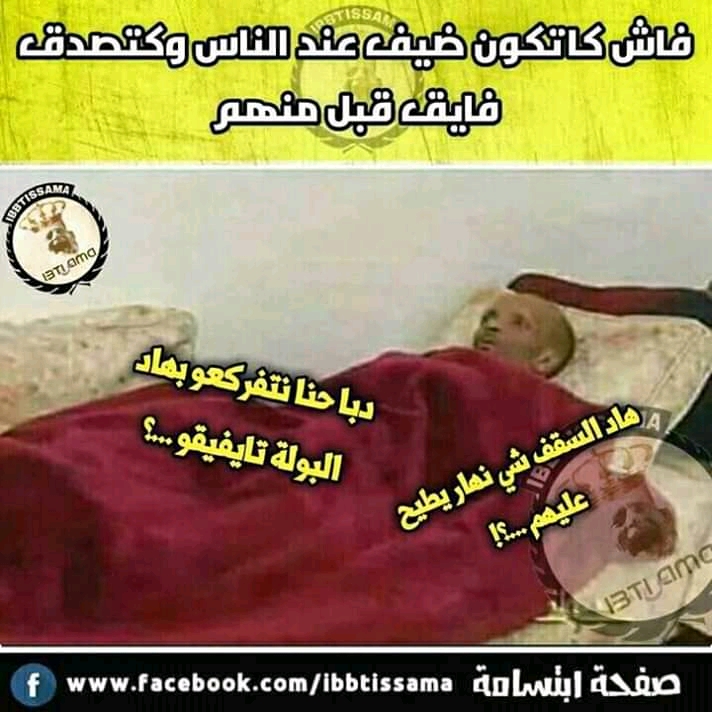 فاش كاتكون ضيف عند الناس وكتصدق
فايق قبل منهم
IBBTISSAMA
IBTISAMA
دبا حنا نتفركعو بهاد
البولة تايفيقو ...؟
هاد السقف شي نهار يطيح
عليهم ....؟!
www.facebook.com/ibbtissama صفحة ابتسامة